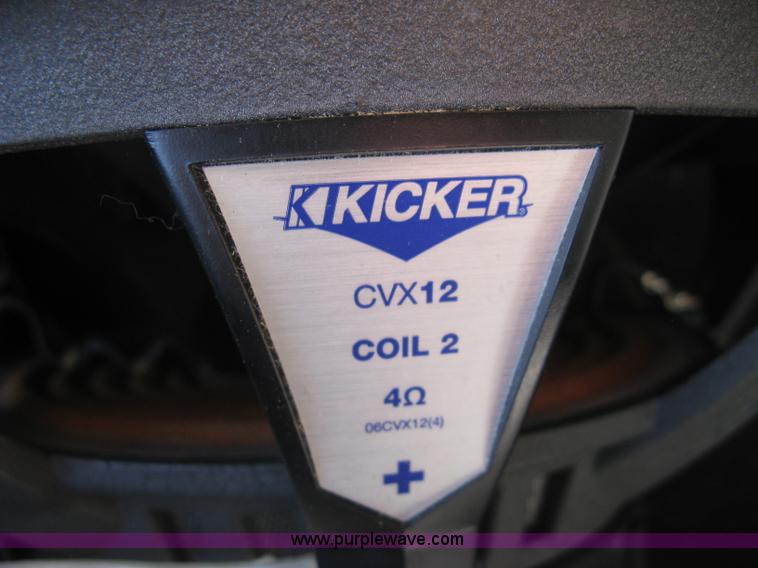 KICKER
CVX12
COIL 2
4Ω
06CVX12(4)
+
www.purplewave.com